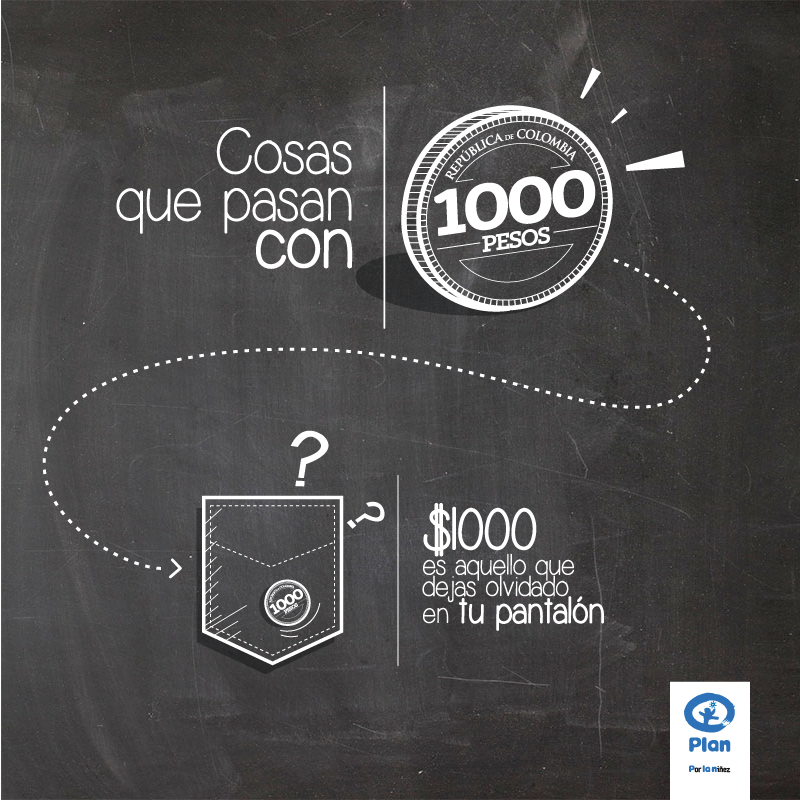 Cosas
que pasan
con
REPÚBLICA DE COLOMBIA
1000
PESOS
?
?
1000
PESOS
$1000
es aquello que
dejas olvidado
en tu pantalón
Plan
Por la niñez